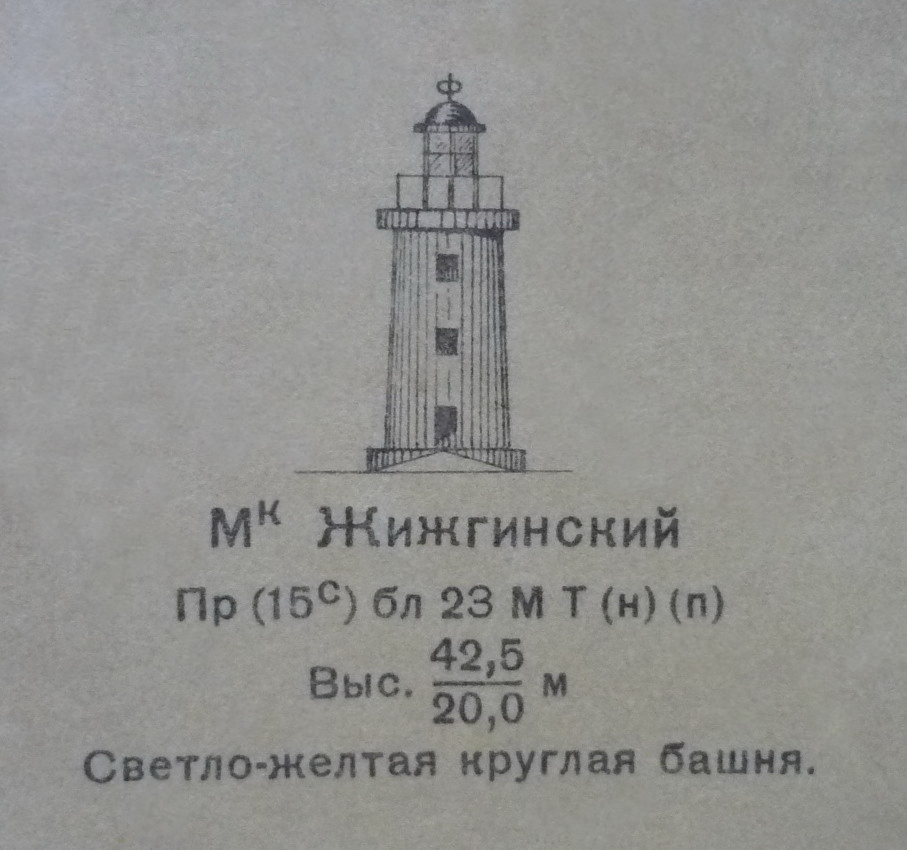 Мк Жижгинский
Пр (15с) бл 23 М Т (н) (п)
Выс. 42,5/20,0 м
Светло-желтая круглая башня.